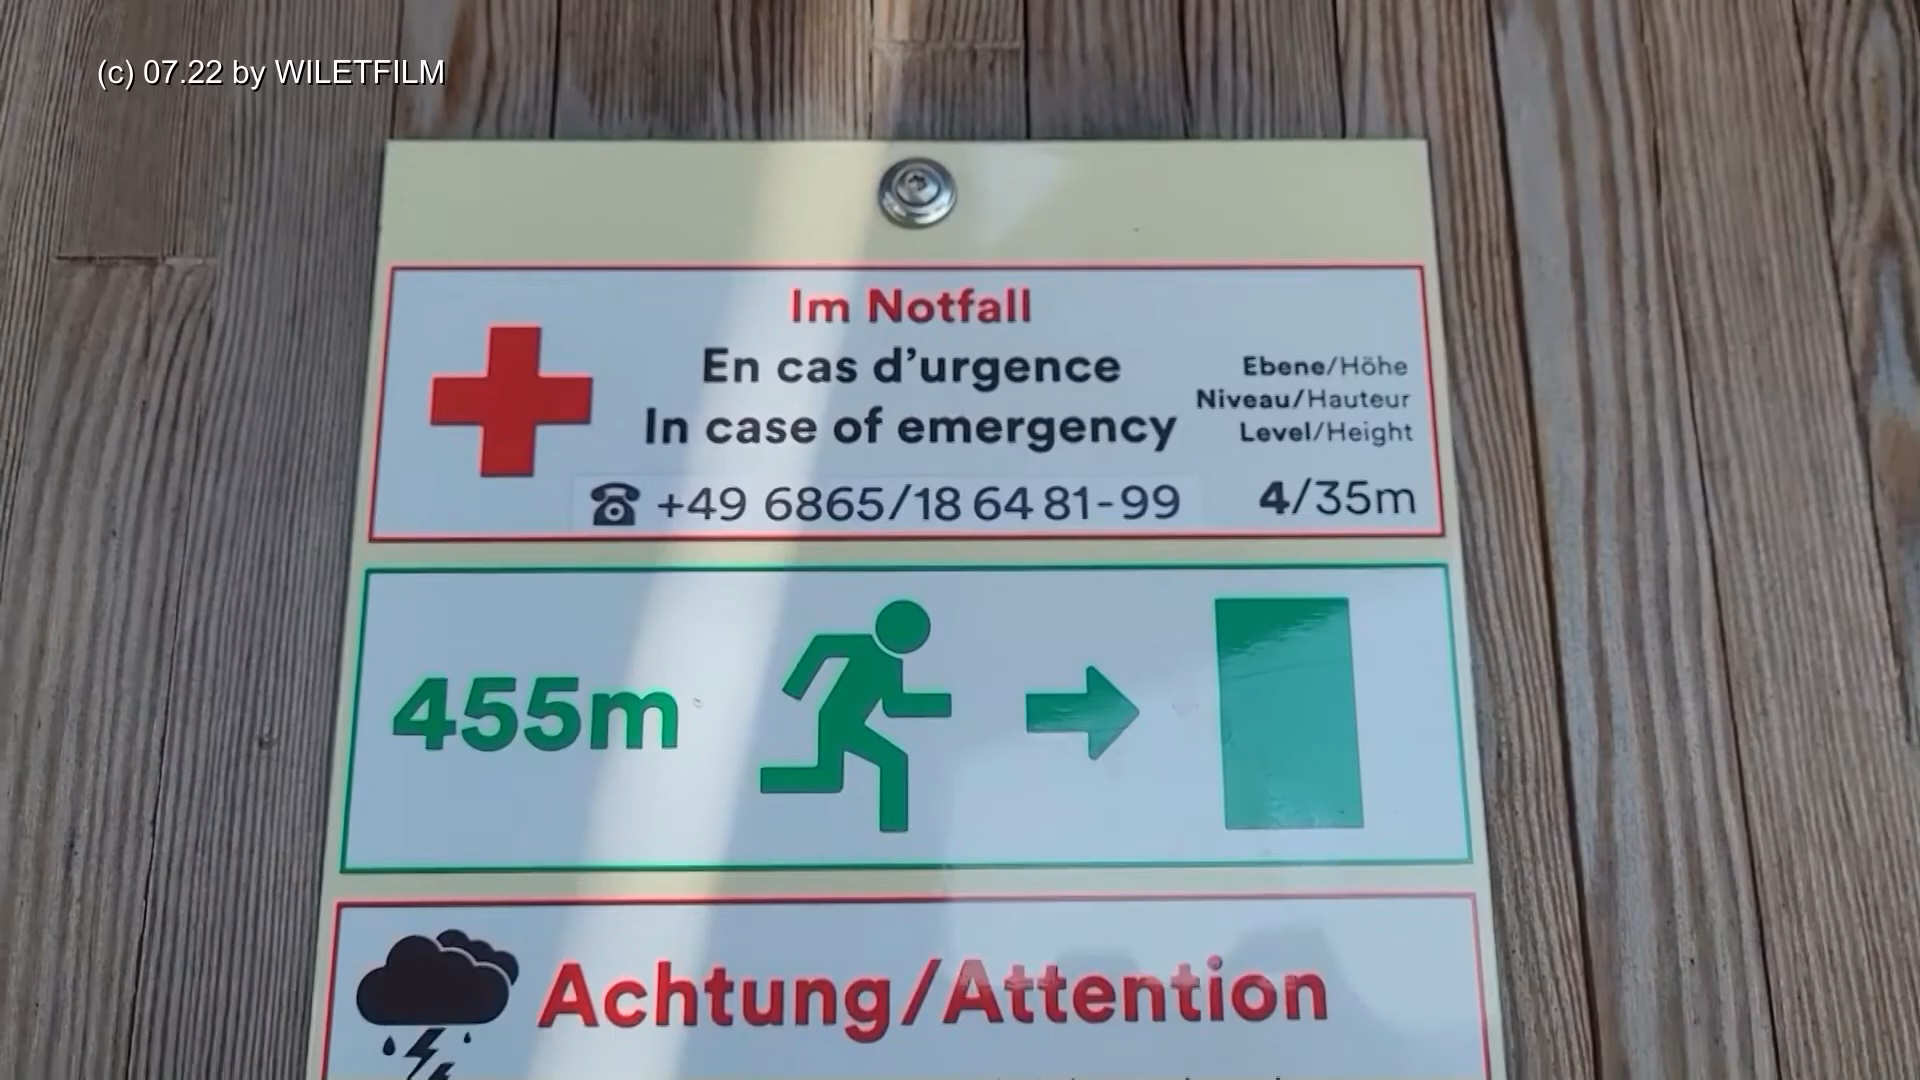 (c) 07.22 by WILETFILM
Im Notfall
En cas d’urgence
In case of emergency
☎ +49 6865/18 64 81-99
Ebene/Höhe
Niveau/Hauteur
Level/Height
4/35m
455m
Achtung/Attention